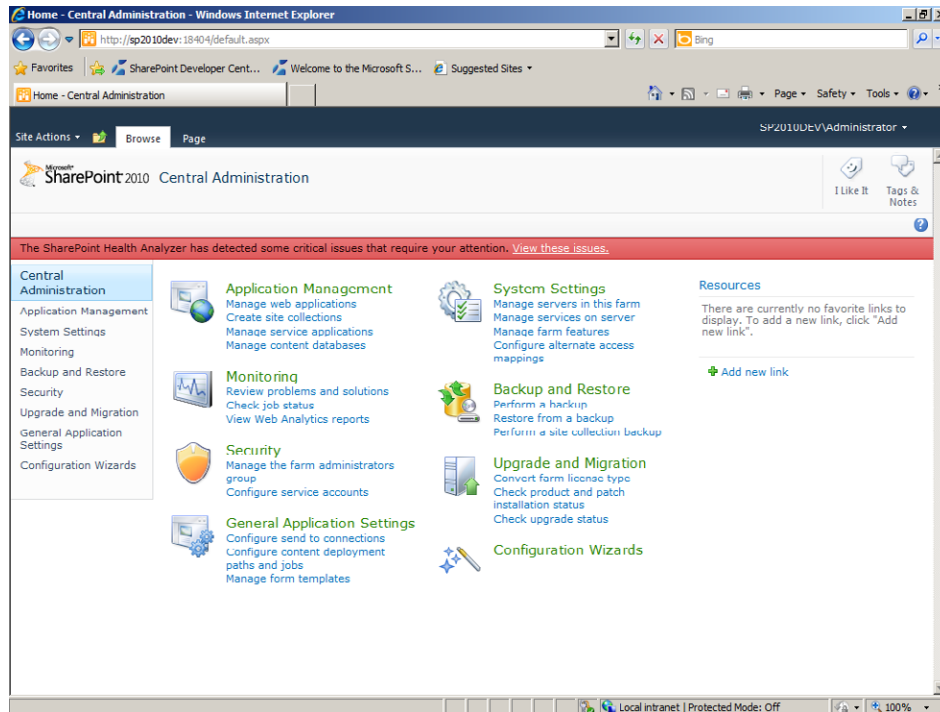 Home - Central Administration - Windows Internet Explorer
http://sp2010dev:18404/default.aspx
Bing
Favorites
SharePoint Developer Cent...
Welcome to the Microsoft S...
Suggested Sites
Home - Central Administration
Page
Safety
Tools
SP2010DEV\Administrator
Site Actions
Browse
Page
Microsoft
SharePoint 2010
Central Administration
I Like It
Tags &
Notes
The SharePoint Health Analyzer has detected some critical issues that require your attention. View these issues.
Central
Administration
Application Management
System Settings
Monitoring
Backup and Restore
Security
Upgrade and Migration
General Application
Settings
Configuration Wizards
Application Management
Manage web applications
Create site collections
Manage service applications
Manage content databases
Monitoring
Review problems and solutions
Check job status
View Web Analytics reports
Security
Manage the farm administrators
group
Configure service accounts
General Application Settings
Configure send to connections
Configure content deployment
paths and jobs
Manage form templates
System Settings
Manage servers in this farm
Manage services on server
Manage farm features
Configure alternate access
mappings
Backup and Restore
Perform a backup
Restore from a backup
Perform a site collection backup
Upgrade and Migration
Convert farm license type
Check product and patch
installation status
Check upgrade status
Configuration Wizards
Resources
There are currently no favorite links to
display. To add a new link, click "Add
new link".
Add new link
Local intranet | Protected Mode: Off
100%